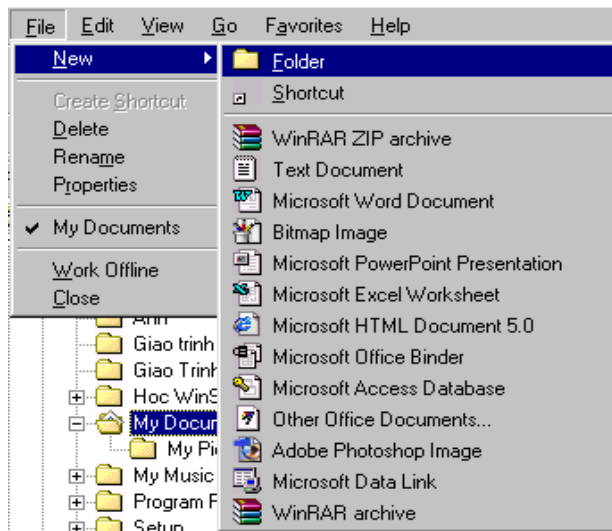 File Edit View Go Favorites Help
New
Create Shortcut
Delete
Rename
Properties
My Documents
Work Offline
Close
Folder
Shortcut
WinRAR ZIP archive
Text Document
Microsoft Word Document
Bitmap Image
Microsoft PowerPoint Presentation
Microsoft Excel Worksheet
Microsoft HTML Document 5.0
Microsoft Office Binder
Microsoft Access Database
Other Office Documents...
Adobe Photoshop Image
Microsoft Data Link
WinRAR archive
Anh
Giao trinh
Giao Trinh
Hoc Win
My Docum
My Pi
My Music
Program F
Setup